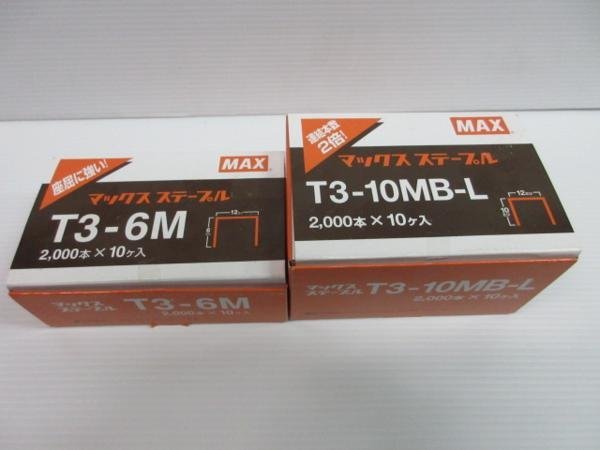 座屈に強い!
MAX
マックス ステープル
T3-6M
12
6
2,000本×10ヶ入
マックス
ステープル T3-6M
2,000本×10ヶ入
連結本数
2倍!
MAX
マックス ステープル
T3-10MB-L
12
10
2,000本×10ヶ入
マックス
ステープル T3-10MB-L
2,000本×10ヶ入